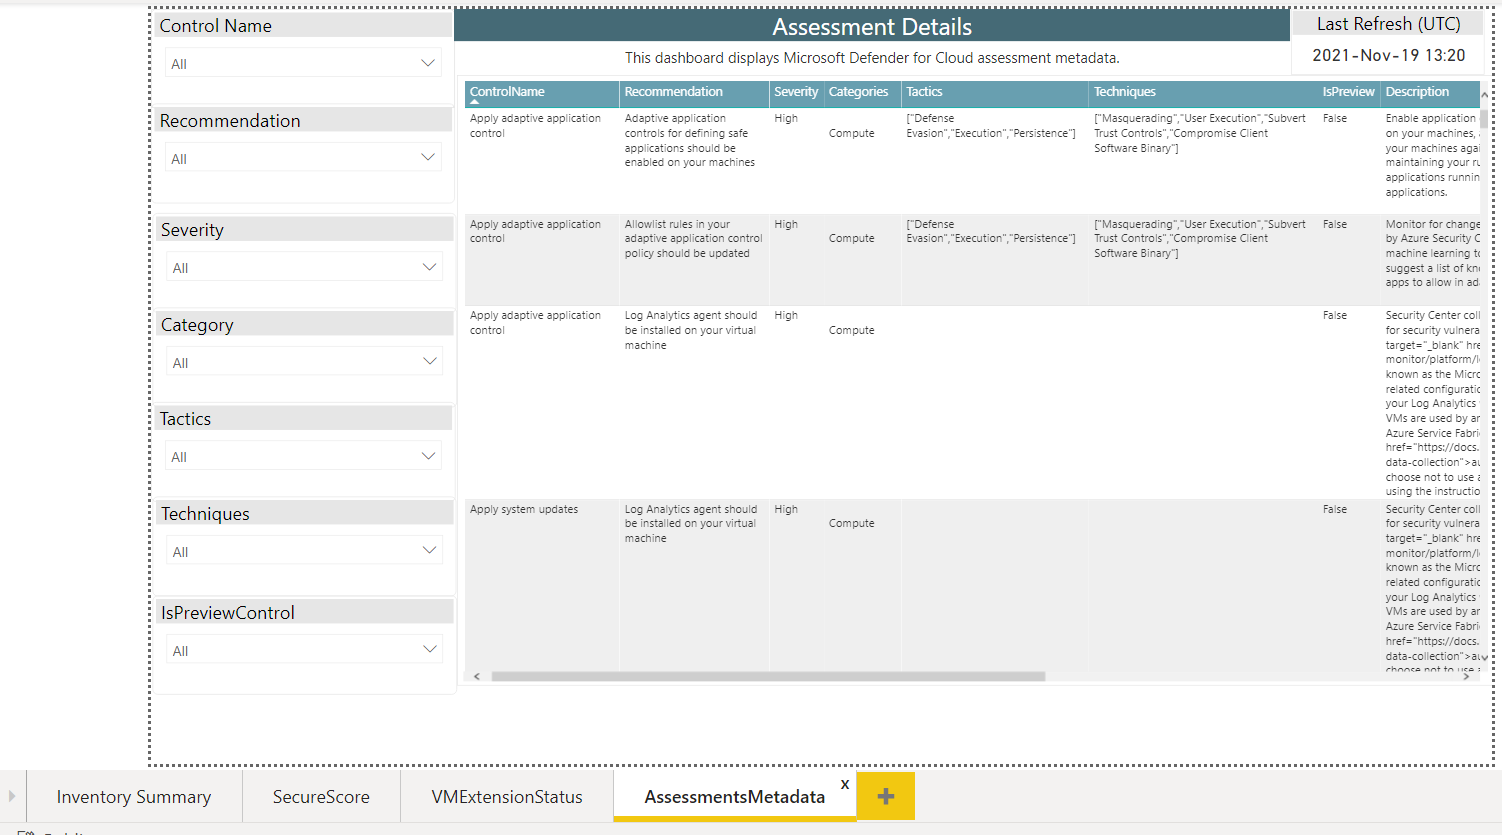 Control Name
All
Recommendation
All
Severity
All
Category
All
Tactics
All
Techniques
All
IsPreviewControl
All
Assessment Details
This dashboard displays Microsoft Defender for Cloud assessment metadata.
Last Refresh (UTC)
2021-Nov-19 13:20
ControlName Recommendation Severity Categories Tactics Techniques IsPreview Description
Apply adaptive application
control
Adaptive application
controls for defining safe
applications should be
enabled on your machines
High
Compute
["Defense
Evasion","Execution","Persistence"]
["Masquerading","User Execution","Subvert
Trust Controls","Compromise Client
Software Binary"]
False
Enable application
on your machines,
your machines agai
maintaining your ru
applications runnin
applications.
Apply adaptive application
control
Allowlist rules in your
adaptive application control
policy should be updated
High
Compute
["Defense
Evasion","Execution","Persistence"]
["Masquerading","User Execution","Subvert
Trust Controls","Compromise Client
Software Binary"]
False
Monitor for change
by Azure Security C
machine learning to
suggest a list of kn
apps to allow in ad
Apply adaptive application
control
Log Analytics agent should
be installed on your virtual
machine
High
Compute
False
Security Center coll
for security vulnera
target="_blank" hre
monitor/platform/l
known as the Micro
related configuratio
your Log Analytics
VMs are used by ar
Azure Service Fabri
href="https://docs.
data-collection">au
choose not to use a
using the instructio
Apply system updates
Log Analytics agent should
be installed on your virtual
machine
High
Compute
False
Security Center coll
for security vulnera
target="_blank" hre
monitor/platform/l
known as the Micro
related configuratio
your Log Analytics
VMs are used by ar
Azure Service Fabri
href="https://docs.
data-collection">au
choose not to use a
Inventory Summary
SecureScore
VMExtensionStatus
AssessmentsMetadata
x
+